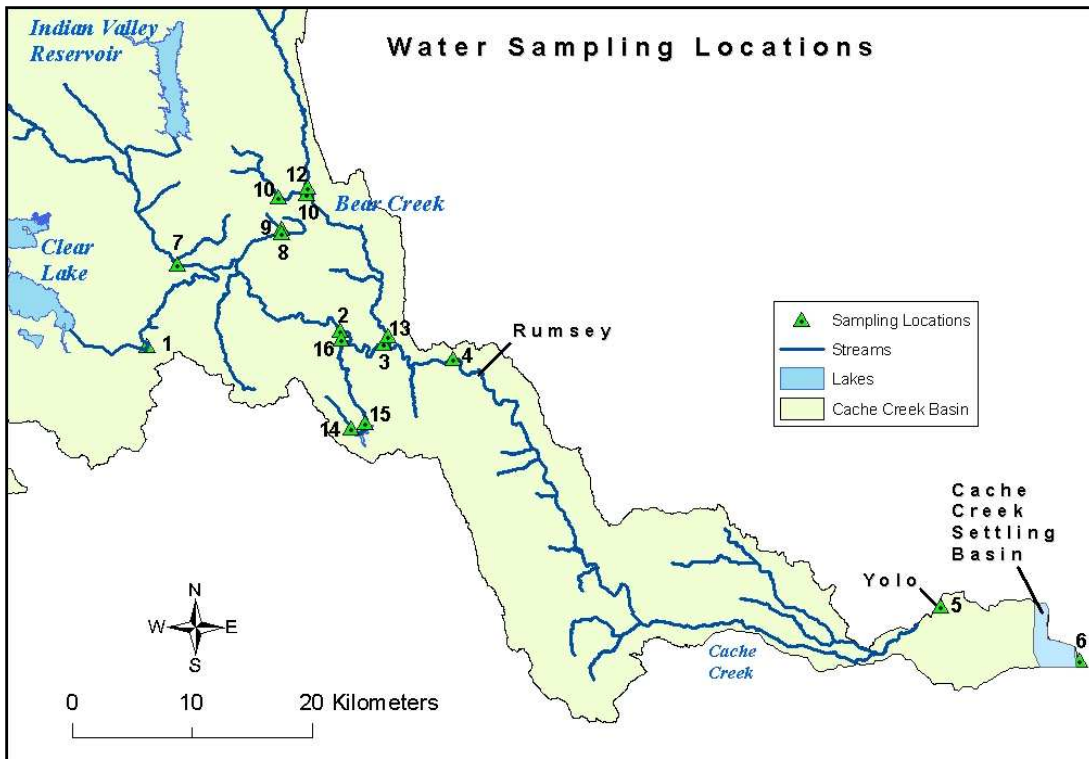 Water Sampling Locations
Indian Valley
Reservoir
12
10
10
Bear Creek
9
8
7
Clear
Lake
1
2
16
13
3
4
Rumsey
15
14
Sampling Locations
Streams
Lakes
Cache Creek Basin
Cache
Creek
Settling
Basin
Yolo
5
6
Cache
Creek
N
W
E
S
0
10
20 Kilometers